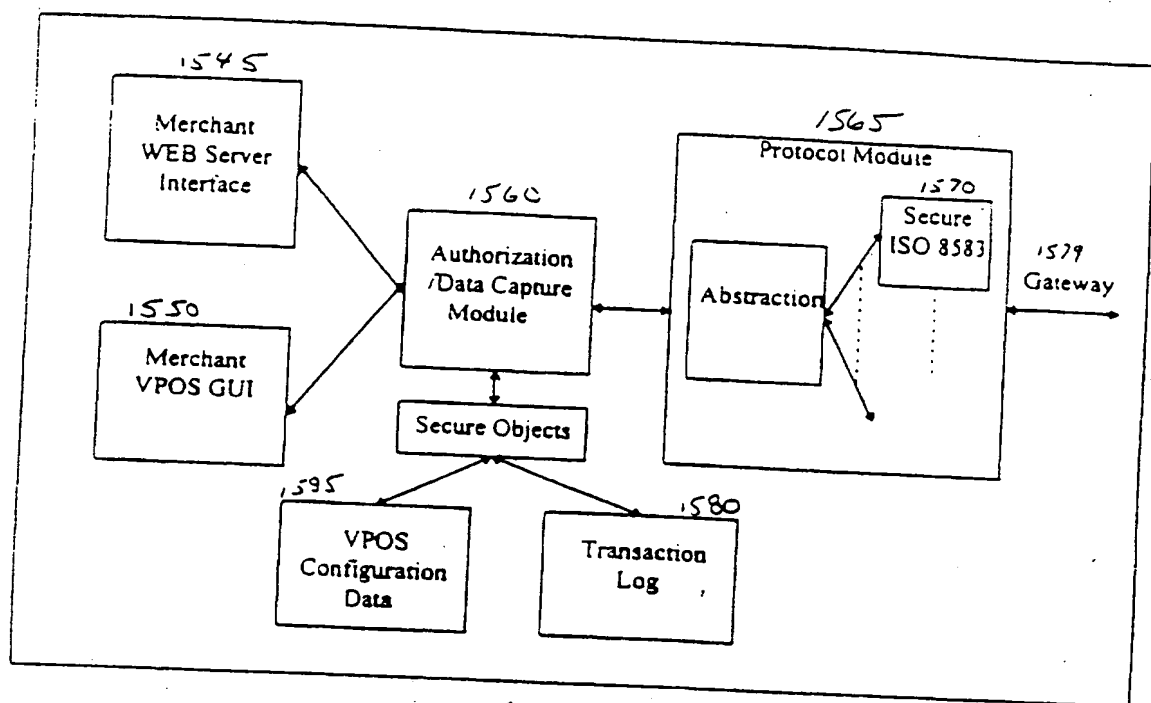 1545
Merchant
WEB Server
Interface
1550
Merchant
VPOS GUI
1560
Authorization
/Data Capture
Module
Secure Objects
1595
VPOS
Configuration
Data
1580
Transaction
Log
1565
Protocol Module
Abstraction
1570
Secure
ISO 8583
1579
Gateway